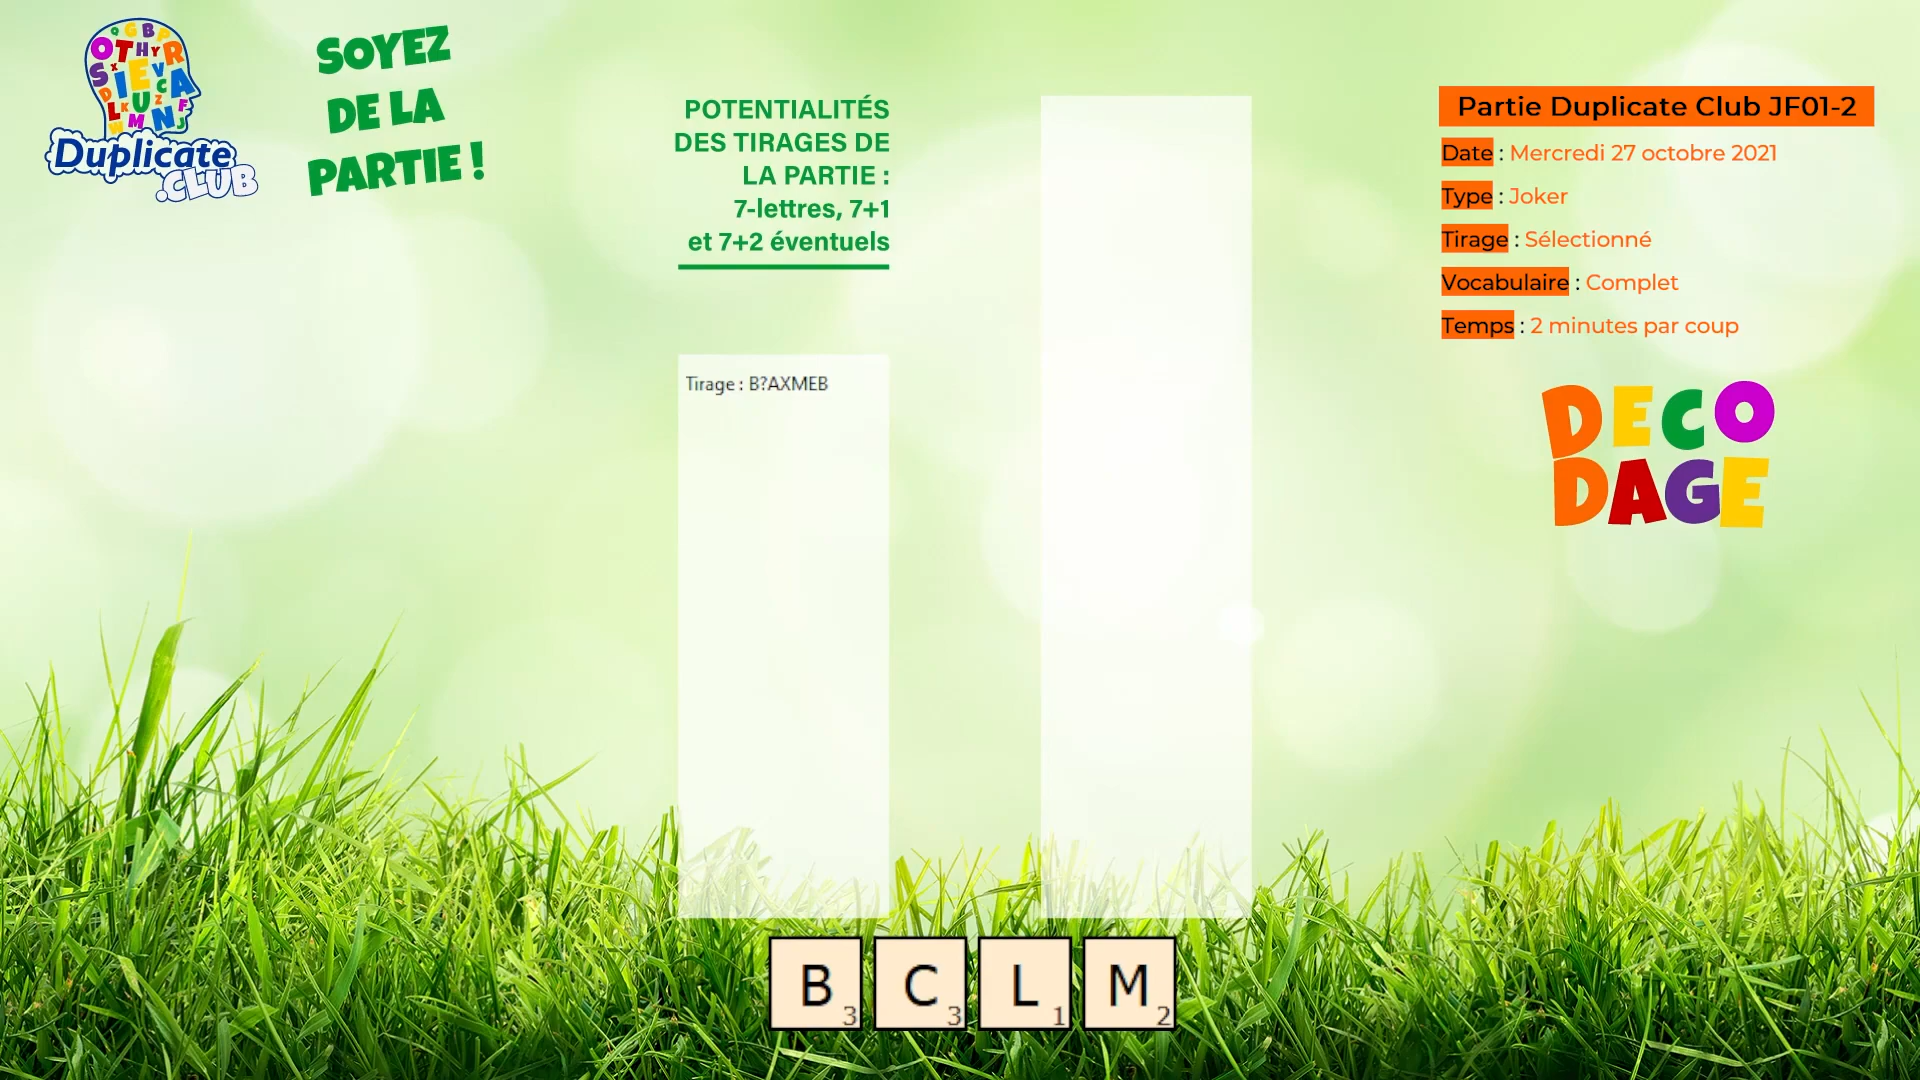 Duplicate
.CLUB
SOYEZ
DE LA
PARTIE !
POTENTIALITÉS
DES TIRAGES DE
LA PARTIE :
7-lettres, 7+1
et 7+2 éventuels
Tirage : B?AXMEB
Partie Duplicate Club JF01-2
Date : Mercredi 27 octobre 2021
Type : Joker
Tirage : Sélectionné
Vocabulaire : Complet
Temps : 2 minutes par coup
DECO
DAGE
B3 C3 L1 M2